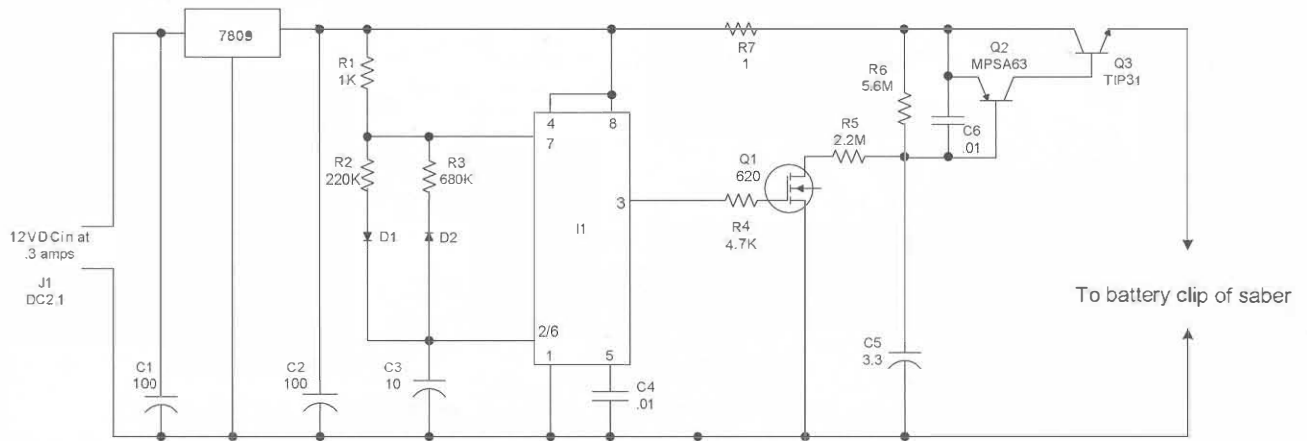 7809
R1
1K
R7
1
Q2
MPSA63
Q3
TIP31
R6
5.6M
4
8
7
C6
.01
R5
2.2M
R2
220K
R3
680K
Q1
620
3
R4
4.7K
I1
D1
D2
12VDCin at
.3 amps
J1
DC2.1
To battery clip of saber
2/6
1
5
C1
100
C2
100
C3
10
C4
.01
C5
3.3